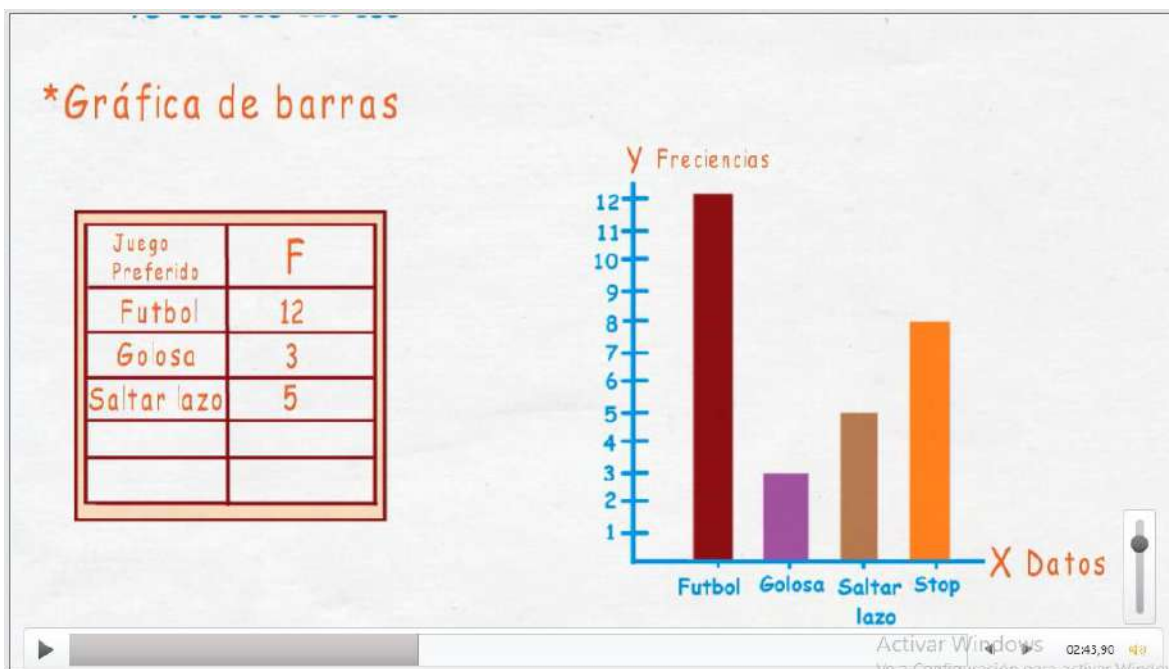 *Gráfica de barras
Juego
Preferido
F
Futbol 12
Golosa 3
Saltar lazo 5
Y Freciencias
12
11
10
9
8
7
6
5
4
3
2
1
Futbol Golosa Saltar Stop
lazo
X Datos
Activar Windows
02:43,90